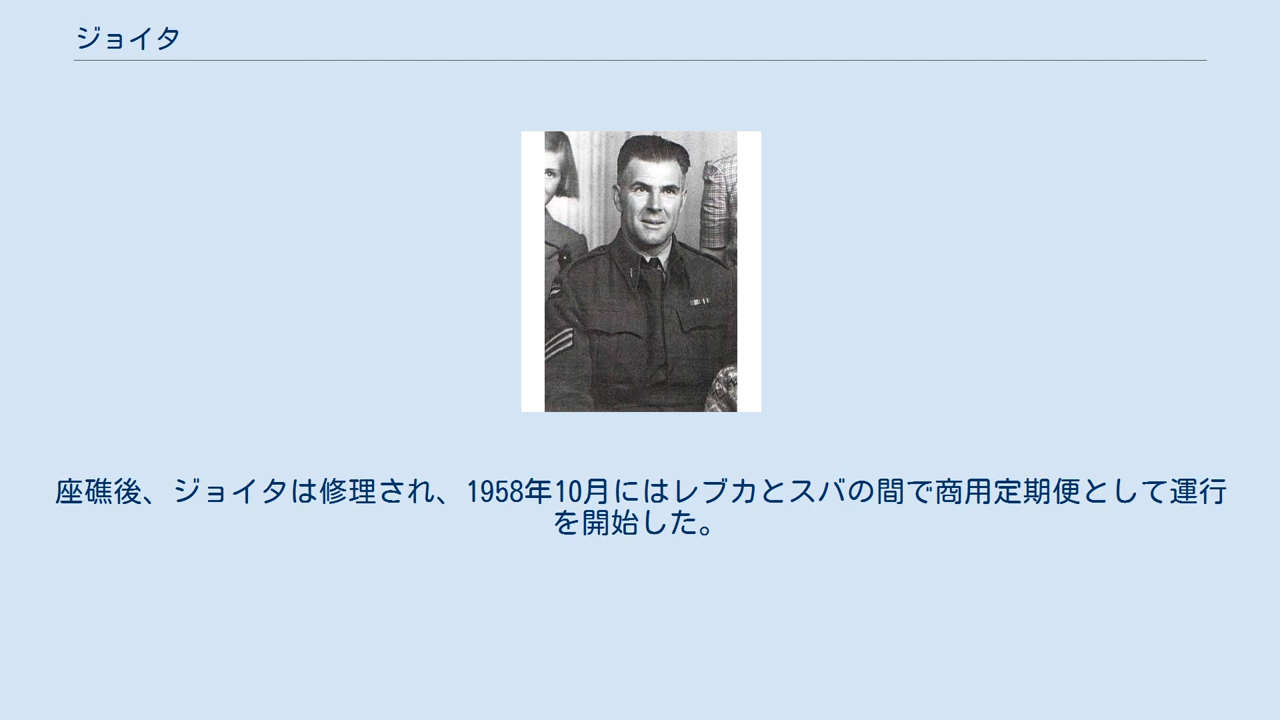 ジョイタ
座礁後、ジョイタは修理され、1958年10月にはレブカとスバの間で商用定期便として運行
を開始した。